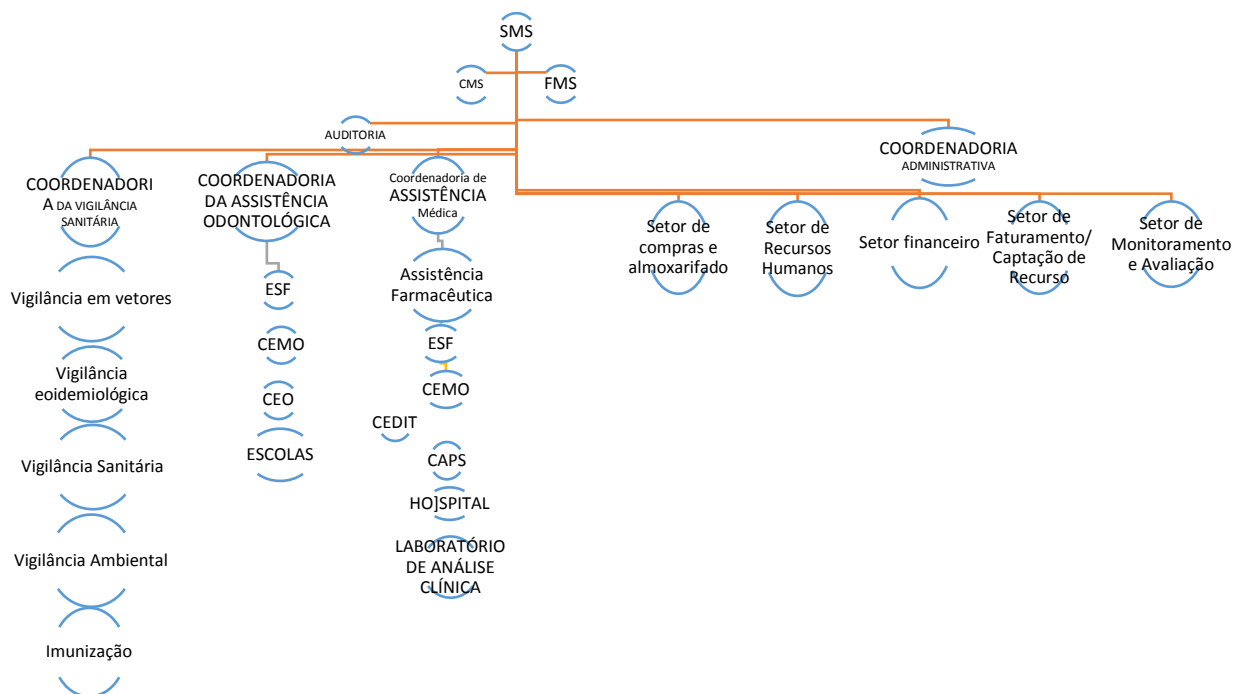 SMS
CMS
FMS
AUDITORIA
COORDENADORIA
ADMINISTRATIVA
COORDENADORI
A DA VIGILÂNCIA
SANITÁRIA
Vigilância em vetores
Vigilância
eoidemiológica
Vigilância Sanitária
Vigilância Ambiental
Imunização
COORDENADORIA
DA ASSISTÊNCIA
ODONTOLÓGICA
ESF
CEMO
CEO
ESCOLAS
Coordenadoria de
ASSISTÊNCIA
Médica
Assistência
Farmacêutica
ESF
CEMO
CEDIT
CAPS
HO]SPITAL
LABORATÓRIO
DE ANÁLISE
CLÍNICA
Setor de
compras e
almoxarifado
Setor de
Recursos
Humanos
Setor financeiro
Setor de
Faturamento/
Captação de
Recurso
Setor de
Monitoramento
e Avaliação